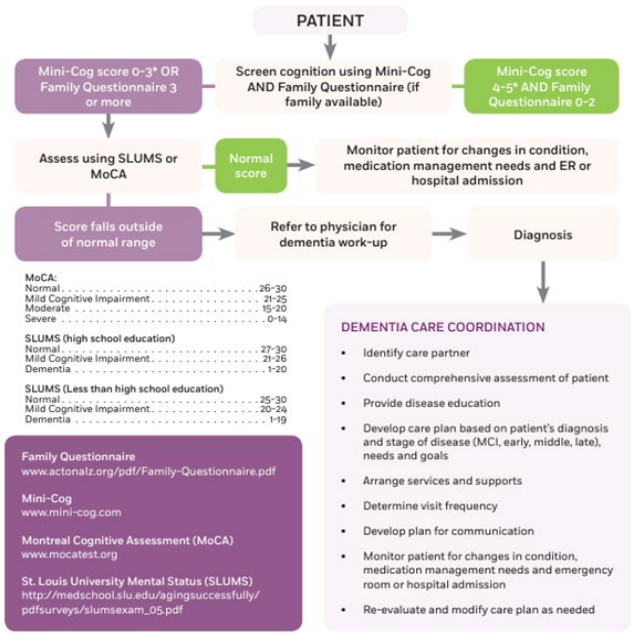 PATIENT
Mini-Cog score 0-3* OR
Family Questionnaire 3
or more
Screen cognition using Mini-Cog
AND Family Questionnaire (if
family available)
Mini-Cog score
4-5* AND Family
Questionnaire 0-2
Assess using SLUMS or
MoCA
Normal
score
Monitor patient for changes in condition,
medication management needs and ER or
hospital admission
Score falls outside
of normal range
Refer to physician for
dementia work-up
Diagnosis
MoCA:
Normal . . . . . . . . . . . . . . . . . . . . . . . . . . . . 26-30
Mild Cognitive Impairment . . . . . . . . . . . . . . . 21-25
Moderate . . . . . . . . . . . . . . . . . . . . . . . . . . 15-20
Severe . . . . . . . . . . . . . . . . . . . . . . . . . . . . 0-14
SLUMS (high school education)
Normal . . . . . . . . . . . . . . . . . . . . . . . . . . . . 27-30
Mild Cognitive Impairment . . . . . . . . . . . . . . . 21-26
Dementia . . . . . . . . . . . . . . . . . . . . . . . . . . 1-20
SLUMS (Less than high school education)
Normal . . . . . . . . . . . . . . . . . . . . . . . . . . . . 25-30
Mild Cognitive Impairment . . . . . . . . . . . . . . . 20-24
Dementia . . . . . . . . . . . . . . . . . . . . . . . . . . 1-19
Family Questionnaire
www.actonalz.org/pdf/Family-Questionnaire.pdf
Mini-Cog
www.mini-cog.com
Montreal Cognitive Assessment (MoCA)
www.mocatest.org
St. Louis University Mental Status (SLUMS)
http://medschool.slu.edu/agingsuccessfully/
pdfsurveys/slumsexam_05.pdf
DEMENTIA CARE COORDINATION
• Identify care partner
• Conduct comprehensive assessment of patient
• Provide disease education
• Develop care plan based on patient's diagnosis
and stage of disease (MCI, early, middle, late),
needs and goals
• Arrange services and supports
• Determine visit frequency
• Develop plan for communication
• Monitor patient for changes in condition,
medication management needs and emergency
room or hospital admission
• Re-evaluate and modify care plan as needed